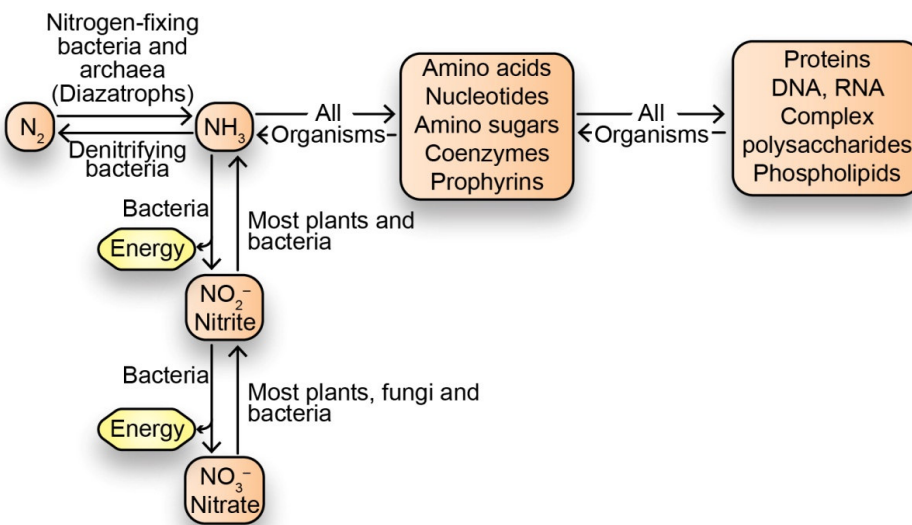 Nitrogen-fixing
bacteria and
archaea
(Diazatrophs)
N₂
NH₃
Denitrifying
bacteria
All
Organisms
Amino acids
Nucleotides
Amino sugars
Coenzymes
Prophyrins
All
Organisms
Proteins
DNA, RNA
Complex
polysaccharides
Phospholipids
Bacteria
Energy
Most plants and
bacteria
NO₂⁻
Nitrite
Bacteria
Energy
Most plants, fungi and
bacteria
NO₃⁻
Nitrate